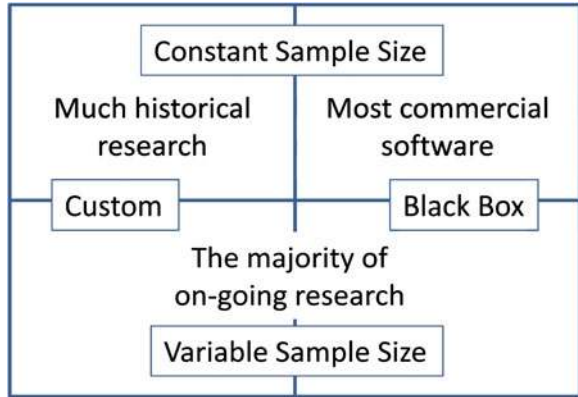 Constant Sample Size
Much historical
research
Most commercial
software
Custom
Black Box
The majority of
on-going research
Variable Sample Size